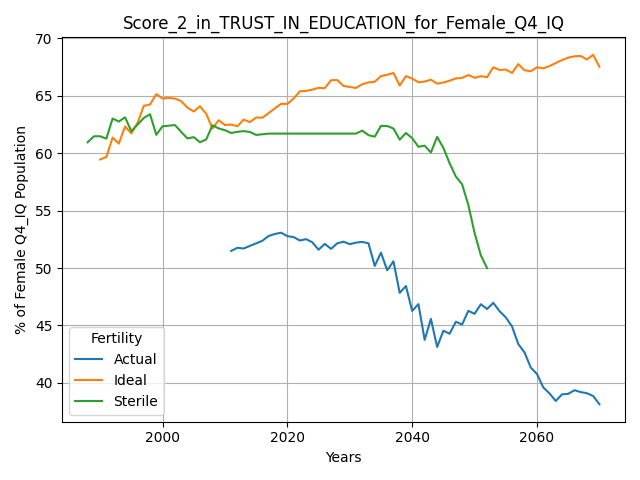 Score_2_in_TRUST_IN_EDUCATION_for_Female_Q4_IQ
% of Female Q4_IQ Population
70
65
60
55
50
45
40
Fertility
Actual
Ideal
Sterile
2000
2020
2040
2060
Years